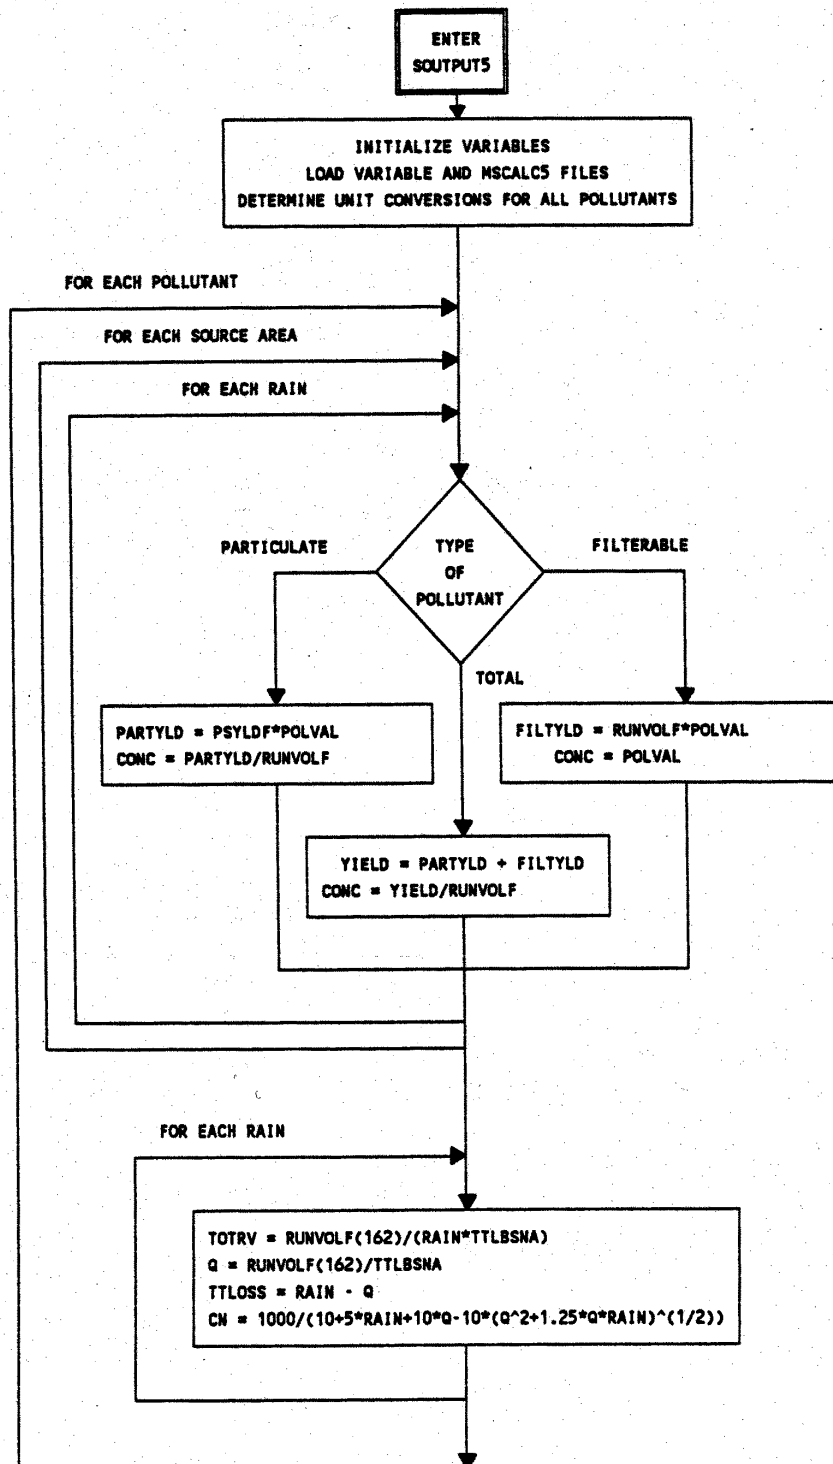 ENTER
SOUTPUT5
INITIALIZE VARIABLES
LOAD VARIABLE AND MSCALC5 FILES
DETERMINE UNIT CONVERSIONS FOR ALL POLLUTANTS
FOR EACH POLLUTANT
FOR EACH SOURCE AREA
FOR EACH RAIN
PARTICULATE
TYPE
OF
POLLUTANT
FILTERABLE
TOTAL
PARTYLD = PSYLDF*POLVAL
CONC = PARTYLD/RUNVOLF
FILTYLD = RUNVOLF*POLVAL
CONC = POLVAL
YIELD = PARTYLD + FILTYLD
CONC = YIELD/RUNVOLF
FOR EACH RAIN
TOTRV = RUNVOLF(162)/(RAIN*TTLBSNA)
Q = RUNVOLF(162)/TTLBSNA
TTLOSS = RAIN - Q
CN = 1000/(10+5*RAIN+10*Q-10*(Q^2+1.25*Q*RAIN)^(1/2))